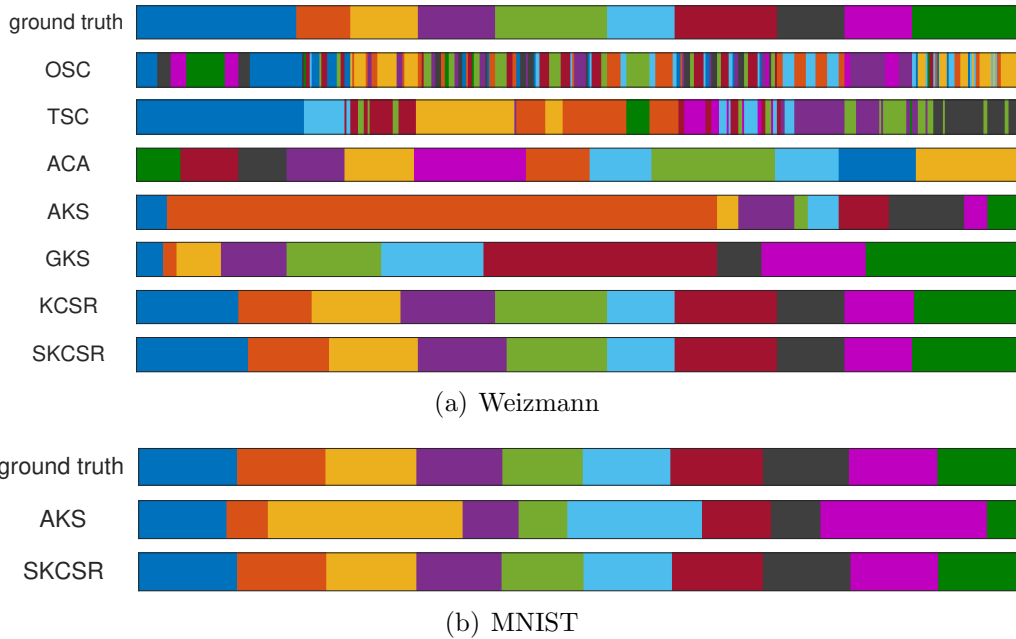 ground truth
OSC
TSC
ACA
AKS
GKS
KCSR
SKCSR
(a) Weizmann
ground truth
AKS
SKCSR
(b) MNIST